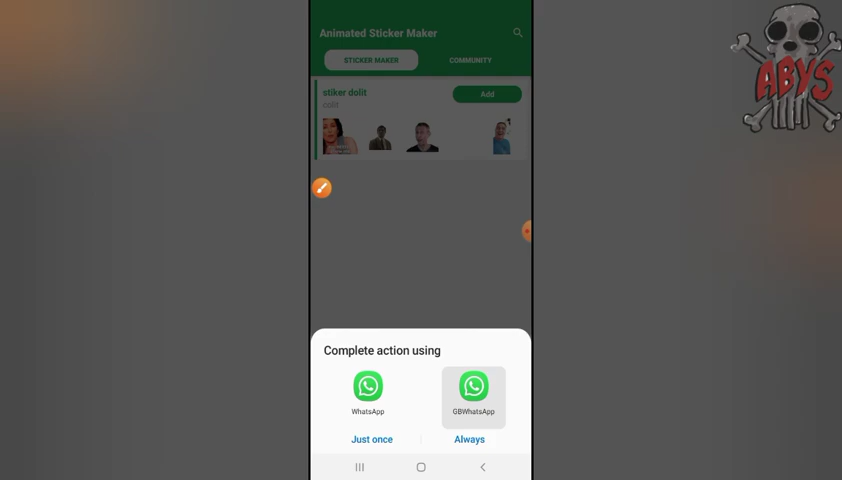 Animated Sticker Maker
STICKER MAKER
COMMUNITY
stiker dolit
colit
Add
ABYS
Complete action using
WhatsApp
GBWhatsApp
Just once
Always